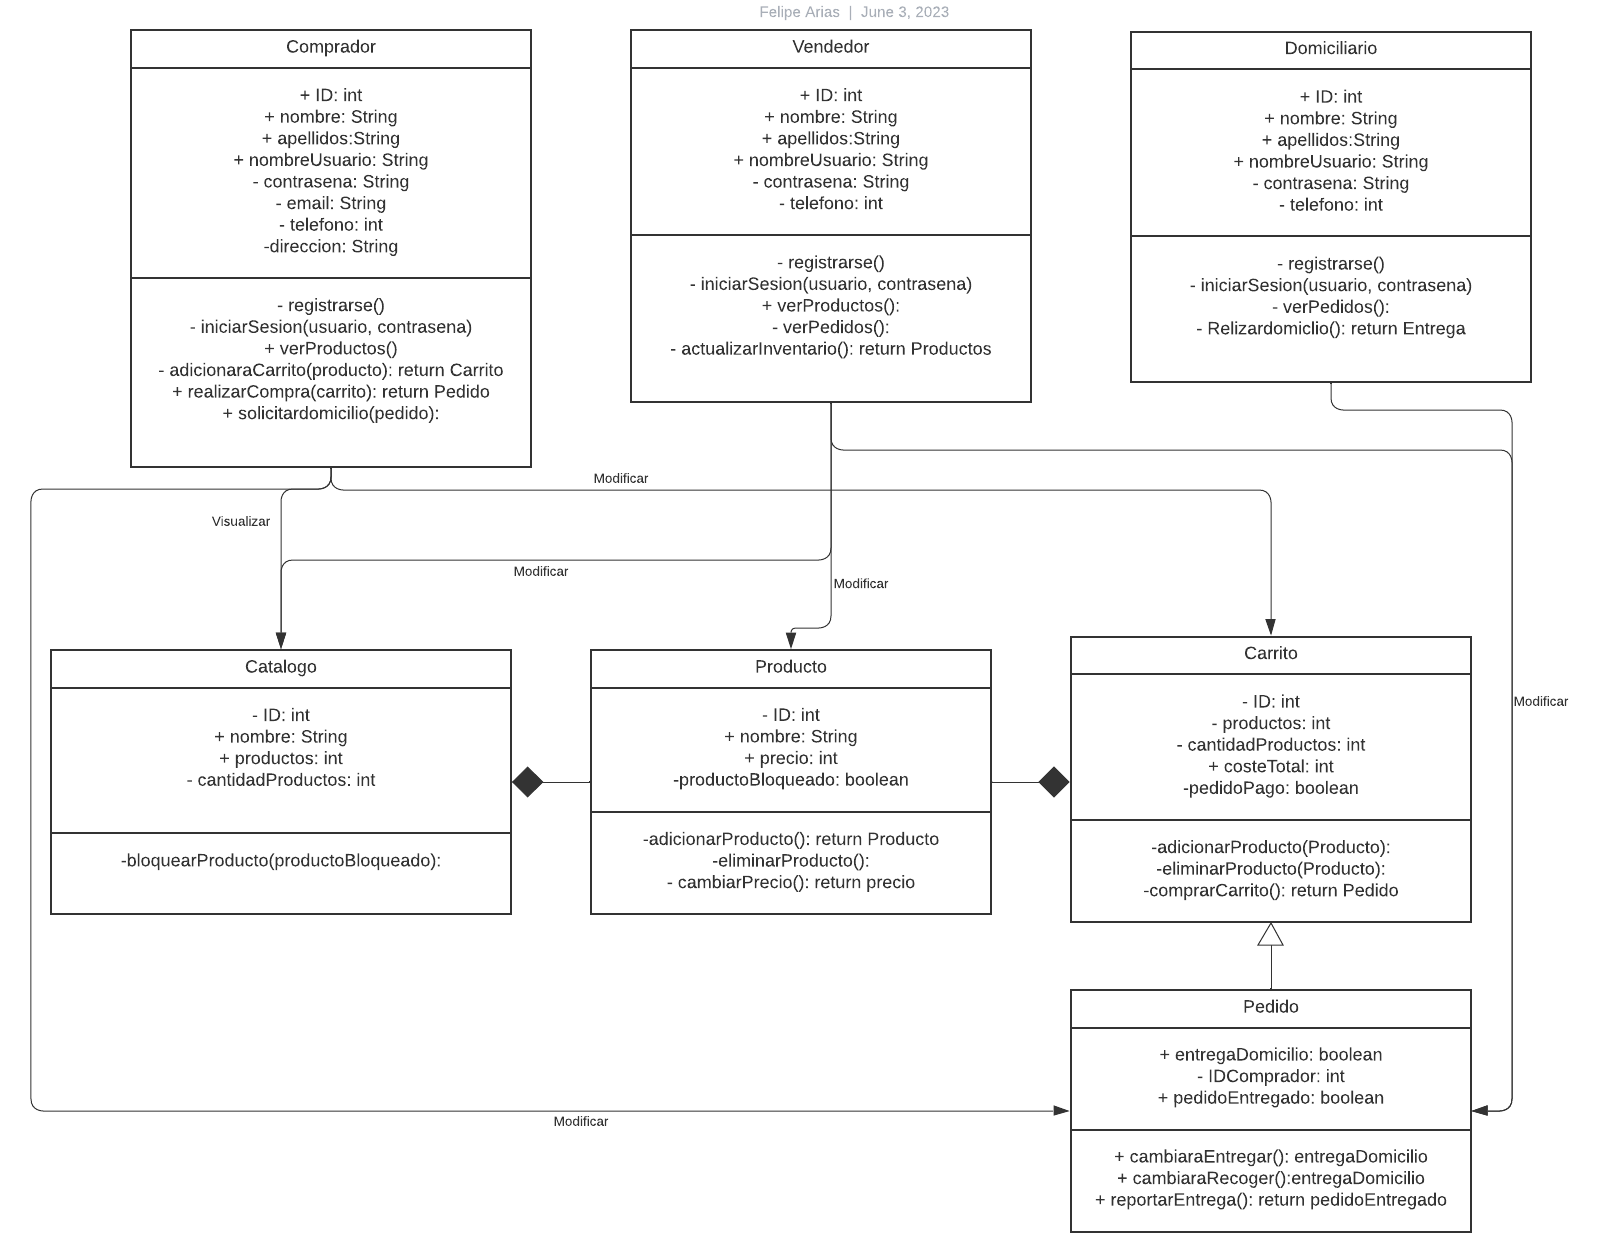 Felipe Arias | June 3, 2023
Comprador
+ ID: int
+ nombre: String
+ apellidos:String
+ nombreUsuario: String
- contrasena: String
- email: String
- telefono: int
-direccion: String
- registrarse()
- iniciarSesion(usuario, contrasena)
+ verProductos()
- adicionaraCarrito(producto): return Carrito
+ realizarCompra(carrito): return Pedido
+ solicitardomicilio(pedido):
Vendedor
+ ID: int
+ nombre: String
+ apellidos:String
+ nombreUsuario: String
- contrasena: String
- telefono: int
- registrarse()
- iniciarSesion(usuario, contrasena)
+ verProductos():
- verPedidos():
- actualizarInventario(): return Productos
Domiciliario
+ ID: int
+ nombre: String
+ apellidos:String
+ nombreUsuario: String
- contrasena: String
- telefono: int
- registrarse()
- iniciarSesion(usuario, contrasena)
- verPedidos():
- Relizardomiclio(): return Entrega
Modificar
Visualizar
Modificar
Modificar
Catalogo
- ID: int
+ nombre: String
+ productos: int
- cantidadProductos: int
-bloquearProducto(productoBloqueado):
Producto
- ID: int
+ nombre: String
+ precio: int
-productoBloqueado: boolean
-adicionarProducto(): return Producto
-eliminarProducto():
- cambiarPrecio(): return precio
Carrito
- ID: int
- productos: int
- cantidadProductos: int
+ costeTotal: int
-pedidoPago: boolean
-adicionarProducto(Producto):
-eliminarProducto(Producto):
-comprarCarrito(): return Pedido
Modificar
Pedido
+ entregaDomicilio: boolean
- IDComprador: int
+ pedidoEntregado: boolean
+ cambiaraEntregar(): entregaDomicilio
+ cambiaraRecoger():entregaDomicilio
+ reportarEntrega(): return pedidoEntregado
Modificar